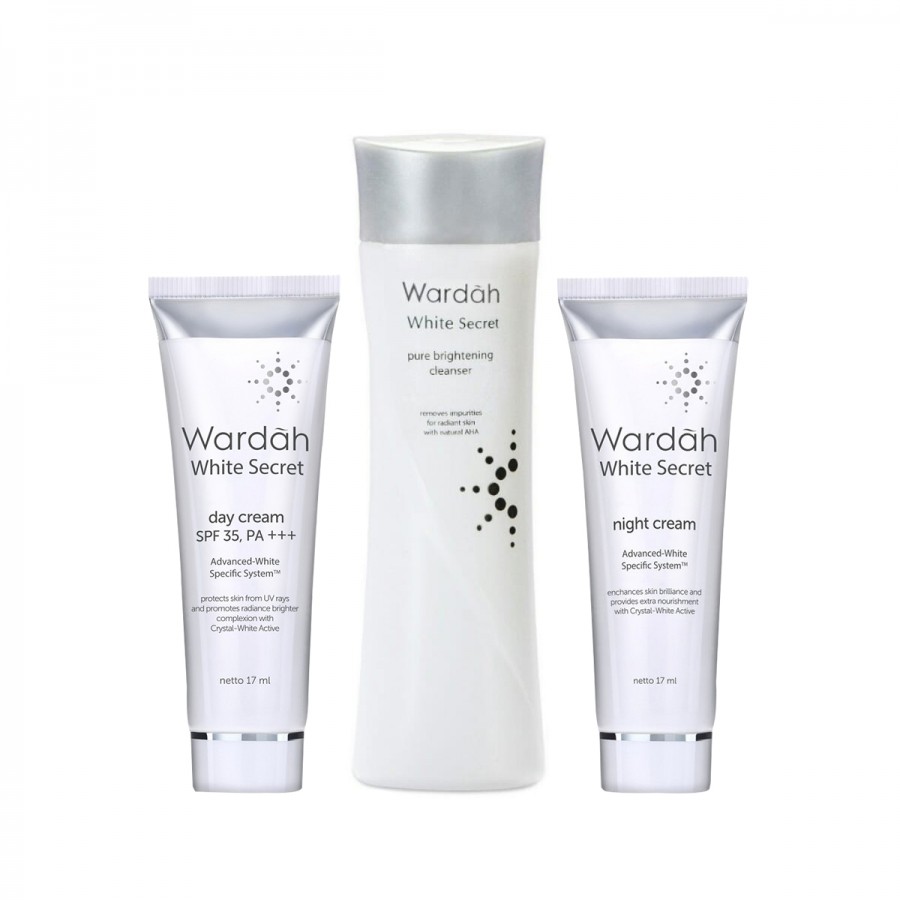 Wardàh
White Secret
day cream
SPF 35, PA +++
Advanced-White
Specific System™
protects skin from UV rays
and promotes radiance brighter
complexion with
Crystal-White Active
netto 17 ml
Wardàh
White Secret
pure brightening
cleanser
removes impurities
for radiant skin
with natural AHA
Wardàh
White Secret
night cream
Advanced-White
Specific System™
enchances skin brilliance and
provides extra nourishment
with Crystal-White Active
netto 17 ml